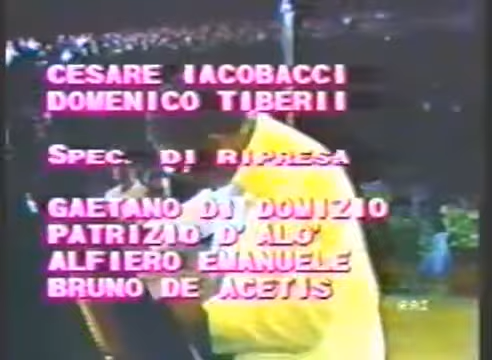 CESARE IACOBACCI
DOMENICO TIBERII
SPEC. DI RIPRESA
GAETANO DI DOMIZIO
PATRIZIO D'ALO'
ALFIERO EMANUELE
BRUNO DE ACETIS
RAI